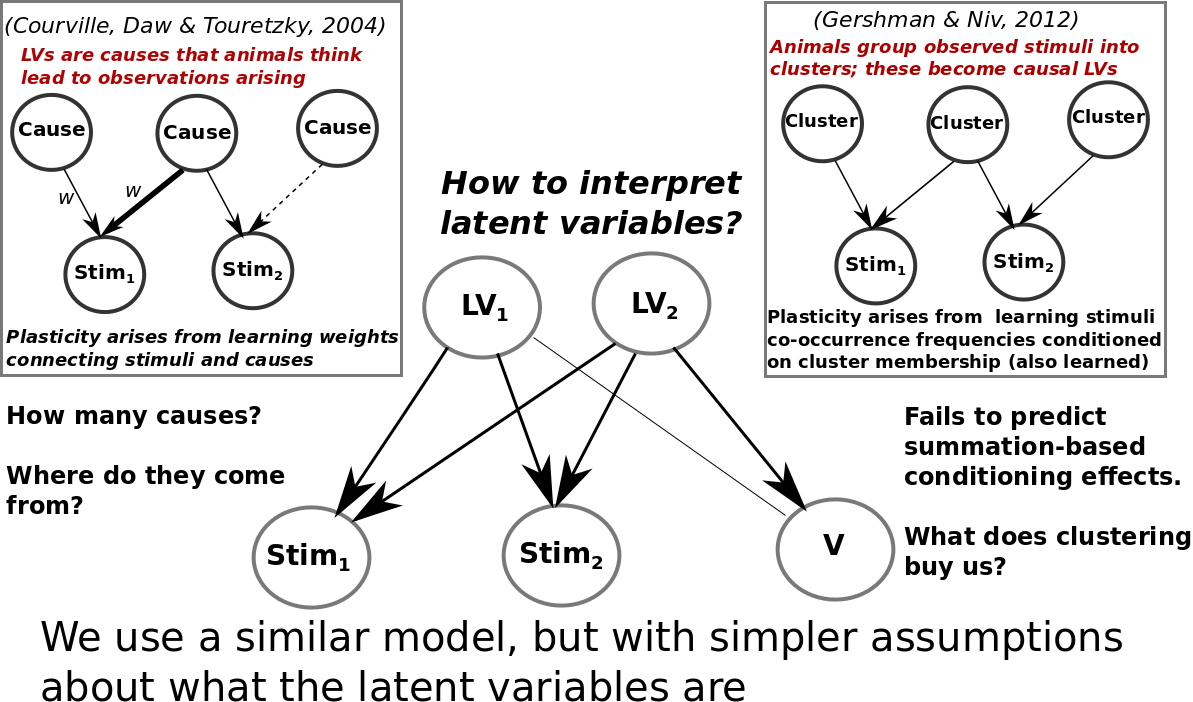 (Courville, Daw & Touretzky, 2004)
LVs are causes that animals think
lead to observations arising
Cause
Cause
Cause
w
w
Stim1
Stim2
Plasticity arises from learning weights
connecting stimuli and causes
How many causes?
Where do they come
from?
How to interpret
latent variables?
LV1
LV2
Stim1
Stim2
V
(Gershman & Niv, 2012)
Animals group observed stimuli into
clusters; these become causal LVs
Cluster
Cluster
Cluster
Stim1
Stim2
Plasticity arises from learning stimuli
co-occurrence frequencies conditioned
on cluster membership (also learned)
Fails to predict
summation-based
conditioning effects.
What does clustering
buy us?
We use a similar model, but with simpler assumptions
about what the latent variables are